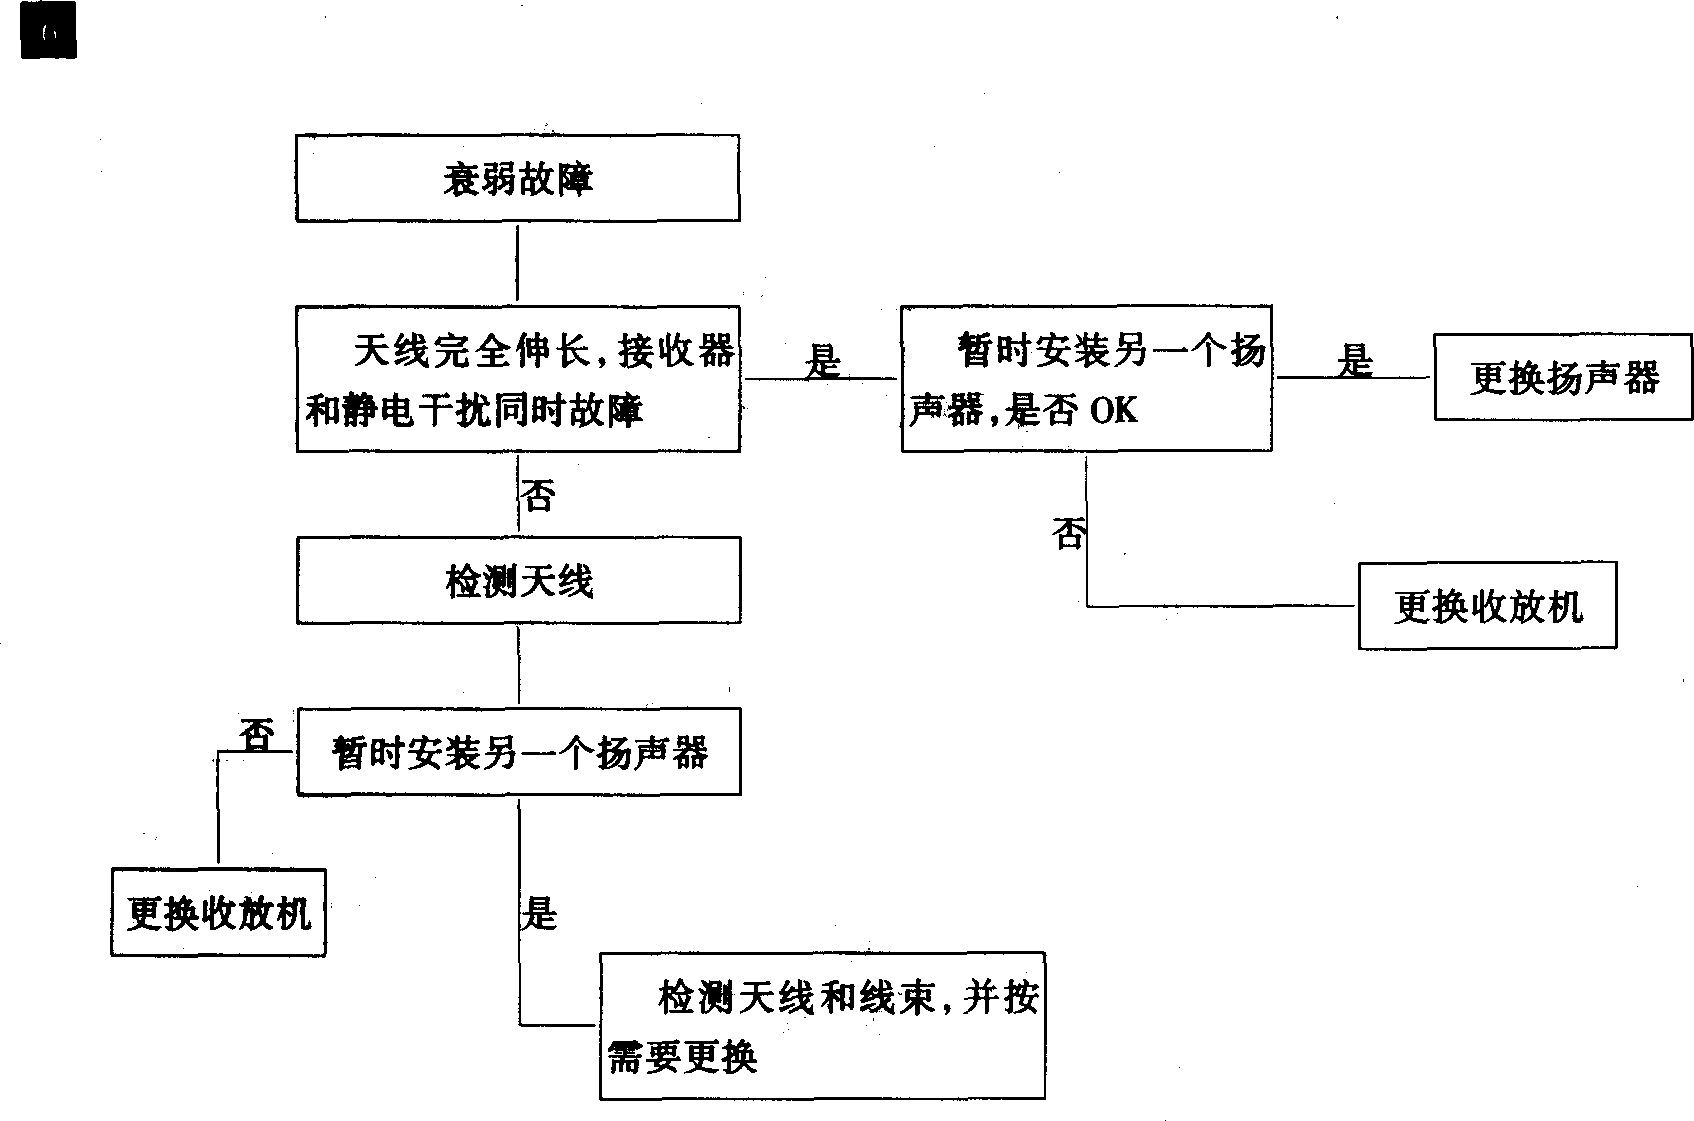 衰弱故障
天线完全伸长，接收器
和静电干扰同时故障
是
暂时安装另一个扬
声器，是否 OK
是
更换扬声器
否
否
检测天线
更换收放机
否
暂时安装另一个扬声器
更换收放机
是
检测天线和线束，并按
需要更换